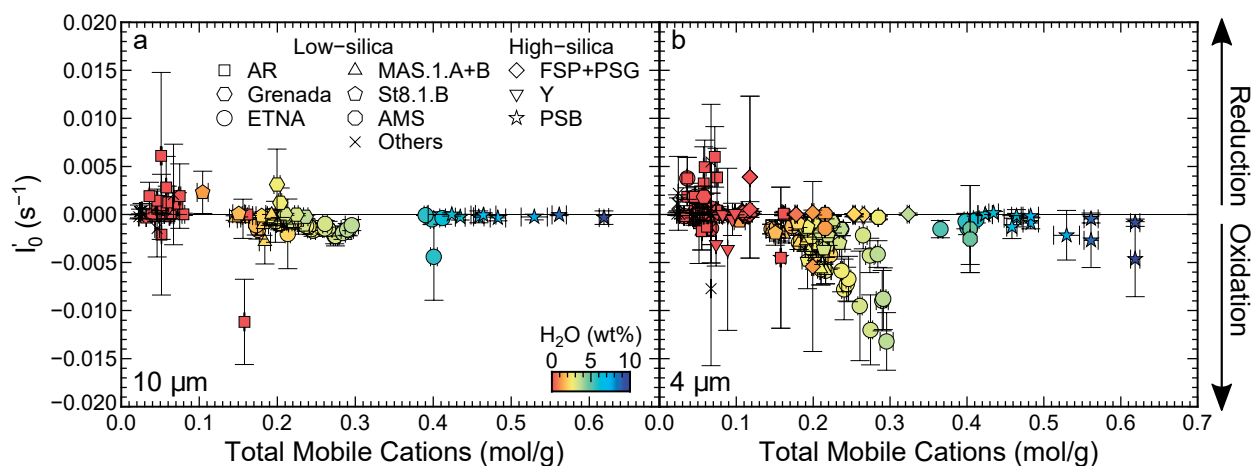 a
Low−silica
High−silica
AR
MAS.1.A+B
FSP+PSG
Grenada
St8.1.B
Y
ETNA
AMS
PSB
Others
I'₀ (s⁻¹)
0.020
0.015
0.010
0.005
0.000
−0.005
−0.010
−0.015
−0.020
10 µm
H₂O (wt%)
0 5 10
0.0 0.1 0.2 0.3 0.4 0.5 0.6
Total Mobile Cations (mol/g)
b
4 µm
0.0 0.1 0.2 0.3 0.4 0.5 0.6 0.7
Total Mobile Cations (mol/g)
Reduction
Oxidation